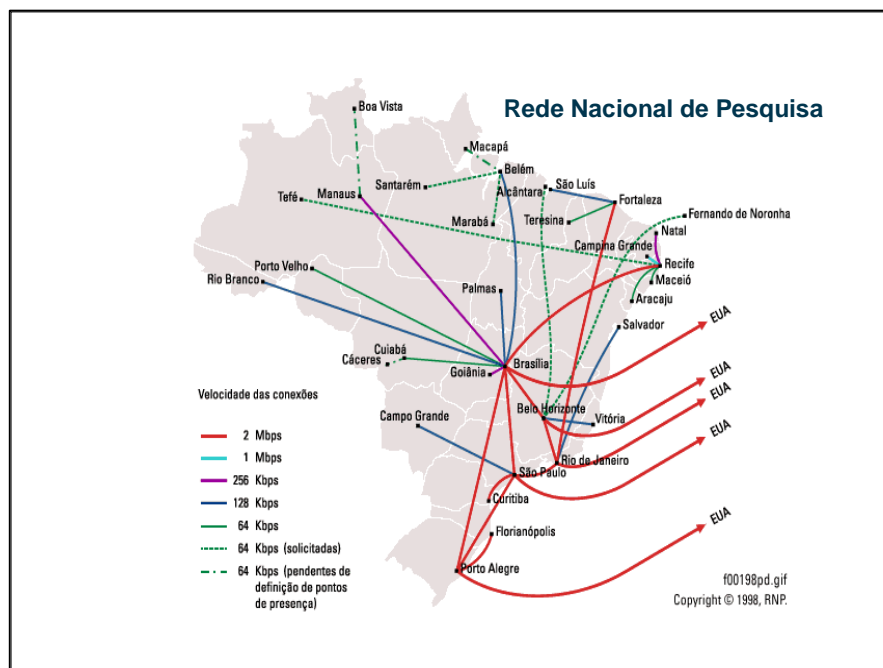 Rede Nacional de Pesquisa
Boa Vista
Macapá
Belém
Santarém
Alcântara
São Luís
Manaus
Tefé
Fortaleza
Marabá
Teresina
Fernando de Noronha
Natal
Campina Grande
Recife
Porto Velho
Rio Branco
Maceió
Palmas
Aracaju
Salvador
EUA
Cuiabá
Brasília
Cáceres
Goiânia
EUA
EUA
Velocidade das conexões
Campo Grande
Belo Horizonte
Vitória
EUA
2 Mbps
1 Mbps
256 Kbps
128 Kbps
64 Kbps
64 Kbps (solicitadas)
64 Kbps (pendentes de
definição de pontos
de presença)
Rio de Janeiro
São Paulo
Curitiba
EUA
Florianópolis
Porto Alegre
f00198pd.gif
Copyright © 1998, RNP.